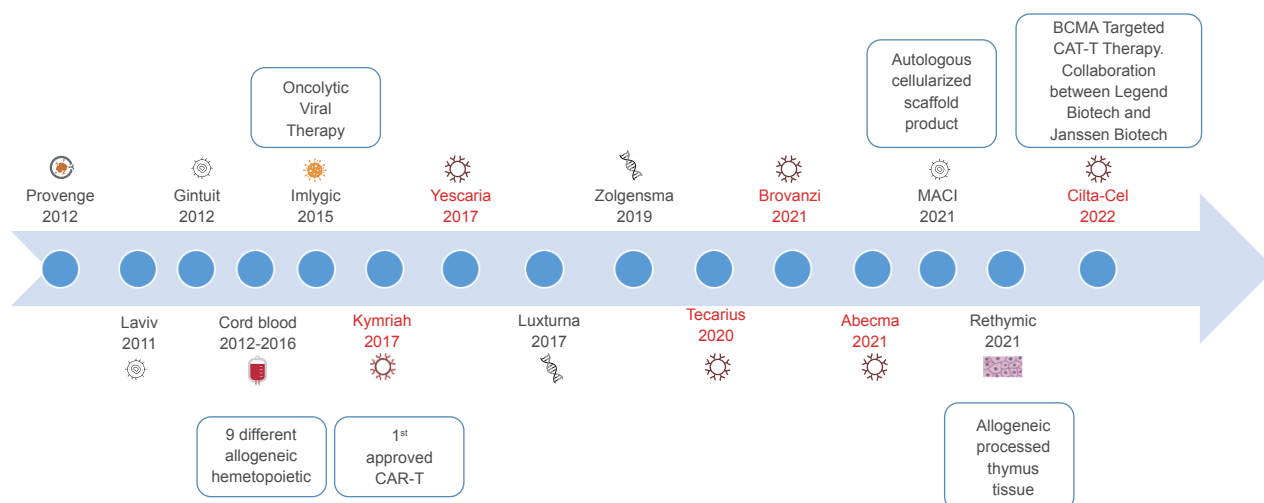 BCMA Targeted
CAT-T Therapy.
Collaboration
between Legend
Biotech and
Janssen Biotech
Autologous
cellularized
scaffold
product
Oncolytic
Viral
Therapy
Provenge
2012
Gintuit
2012
Imlygic
2015
Yescaria
2017
Zolgensma
2019
Brovanzi
2021
MACI
2021
Cilta-Cel
2022
Laviv
2011
Cord blood
2012-2016
Kymriah
2017
Luxturna
2017
Tecarius
2020
Abecma
2021
Rethymic
2021
9 different
allogeneic
hemetopoietic
1st
approved
CAR-T
Allogeneic
processed
thymus
tissue